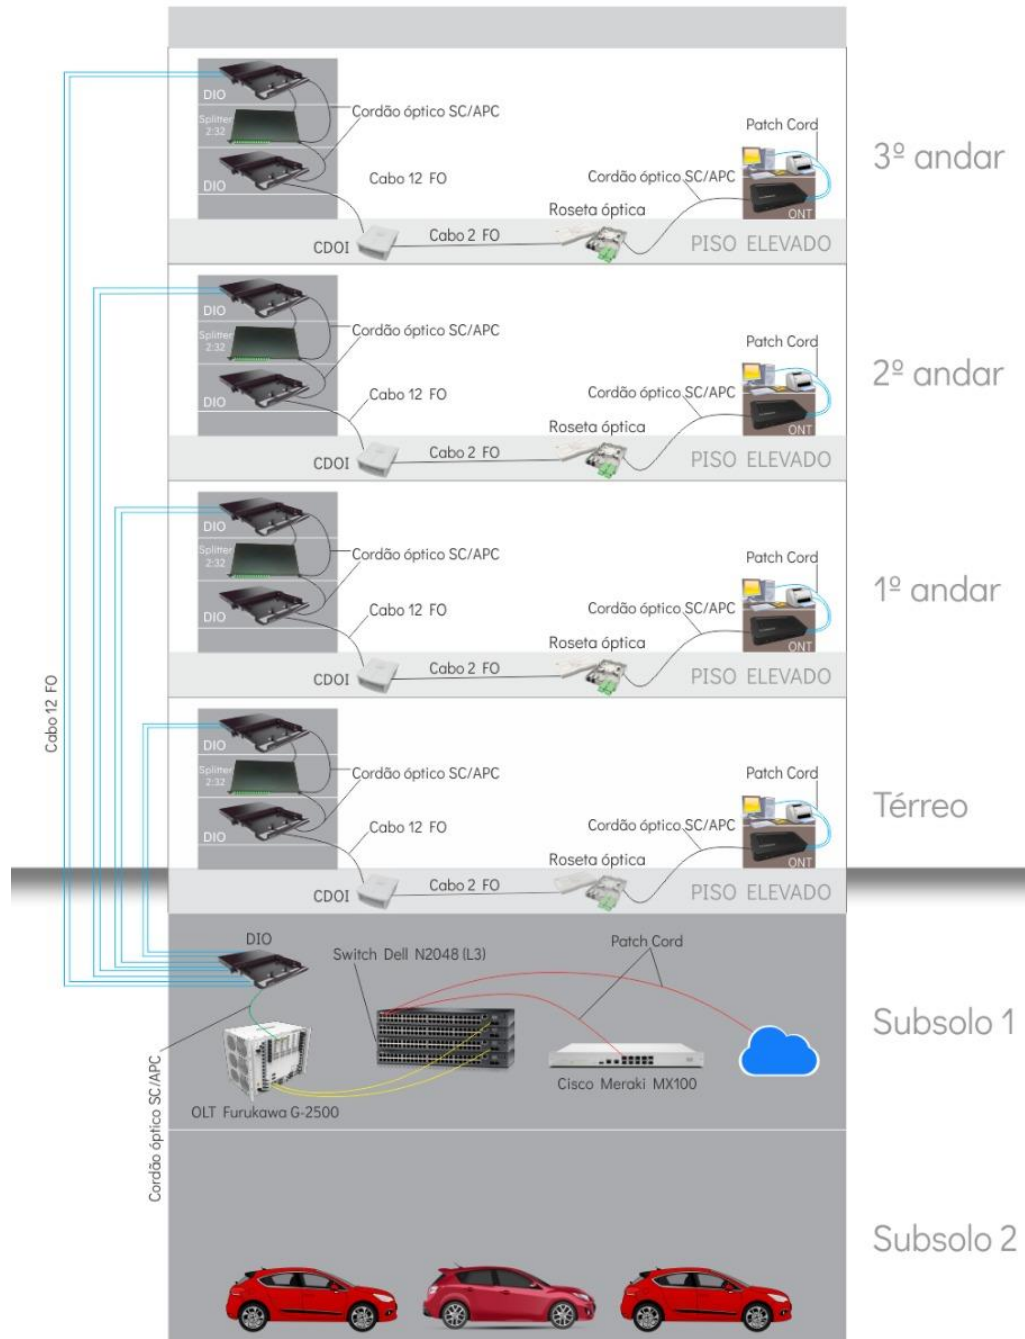 DIO
Cordão óptico SC/APC
Splitter
2:32
DIO
Cabo 12 FO
Patch Cord
Cordão óptico SC/APC
Roseta óptica
ONT
CDOI
Cabo 2 FO
PISO ELEVADO
3º andar
DIO
Cordão óptico SC/APC
Splitter
2:32
DIO
Cabo 12 FO
Patch Cord
Cordão óptico SC/APC
Roseta óptica
ONT
CDOI
Cabo 2 FO
PISO ELEVADO
2º andar
DIO
Cordão óptico SC/APC
Splitter
2:32
DIO
Cabo 12 FO
Patch Cord
Cordão óptico SC/APC
Roseta óptica
ONT
CDOI
Cabo 2 FO
PISO ELEVADO
1º andar
Cabo 12 FO
DIO
Cordão óptico SC/APC
Splitter
2:32
DIO
Cabo 12 FO
Patch Cord
Cordão óptico SC/APC
Roseta óptica
ONT
CDOI
Cabo 2 FO
PISO ELEVADO
Térreo
DIO
Switch Dell N2048 (L3)
Patch Cord
Cisco Meraki MX100
OLT Furukawa G-2500
Cordão óptico SC/APC
Subsolo 1
Subsolo 2